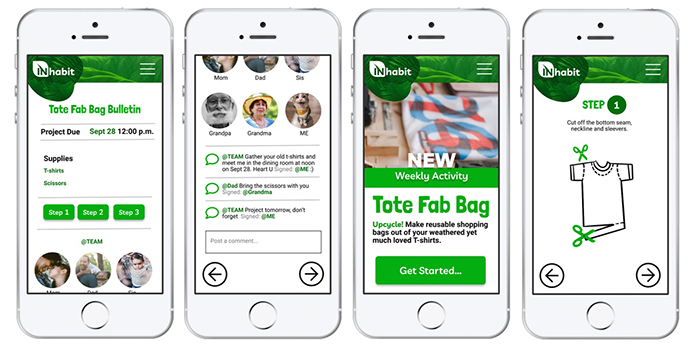 INhabit
Tote Fab Bag Bulletin
Project Due Sept 28 12:00 p.m.
Supplies
T-shirts
Scissors
Step 1 Step 2 Step 3
@TEAM
Mom Dad Sis
Mom Dad Sis
Grandpa Grandma ME
@TEAM Gather your old t-shirts and
meet me in the dining room at noon
on Sept 28. Heart U Signed: @ME :)
@Dad Bring the scissors with you
Signed: @Grandma
@TEAM Project tomorrow, don't
forget Signed: @ME
Post a comment...
INhabit
NEW
Weekly Activity
Tote Fab Bag
Upcycle! Make reusable shopping
bags out of your weathered yet
much loved T-shirts.
Get Started...
INhabit
STEP 1
Cut off the bottom seam,
neckline and sleevers.